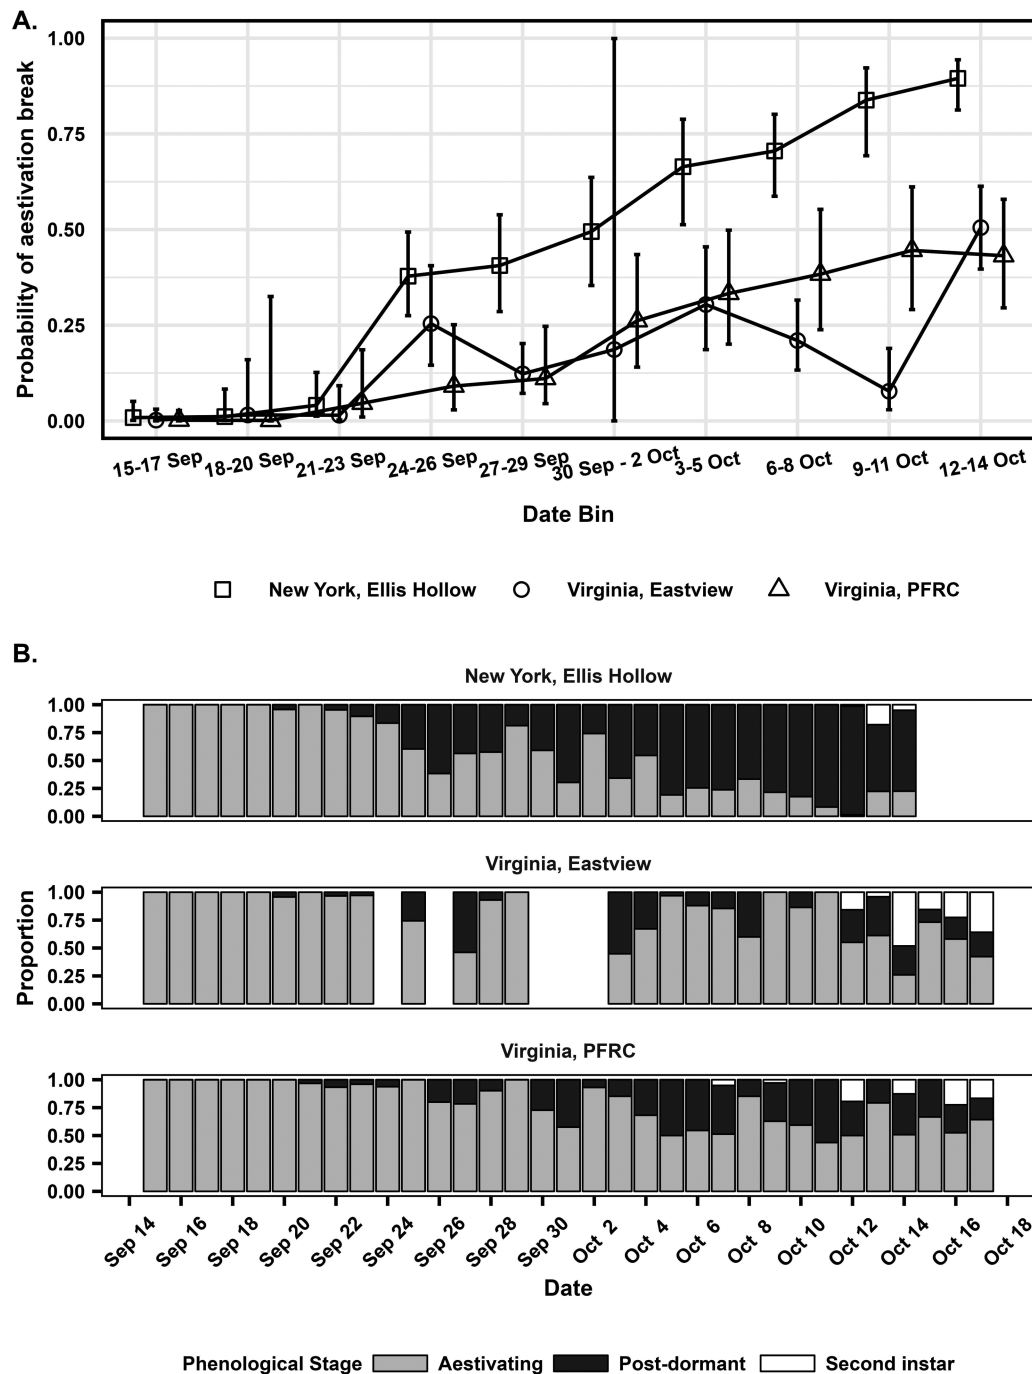 A.
Probability of aestivation break
1.00
0.75
0.50
0.25
0.00
15-17 Sep 18-20 Sep 21-23 Sep 24-26 Sep 27-29 Sep 30 Sep - 2 Oct 3-5 Oct 6-8 Oct 9-11 Oct 12-14 Oct
Date Bin
New York, Ellis Hollow Virginia, Eastview Virginia, PFRC
B.
New York, Ellis Hollow
1.00
0.75
0.50
0.25
0.00
Virginia, Eastview
Proportion
1.00
0.75
0.50
0.25
0.00
Virginia, PFRC
1.00
0.75
0.50
0.25
0.00
Sep 14 Sep 16 Sep 18 Sep 20 Sep 22 Sep 24 Sep 26 Sep 28 Sep 30 Oct 2 Oct 4 Oct 6 Oct 8 Oct 10 Oct 12 Oct 14 Oct 16 Oct 18
Date
Phenological Stage Aestivating Post-dormant Second instar